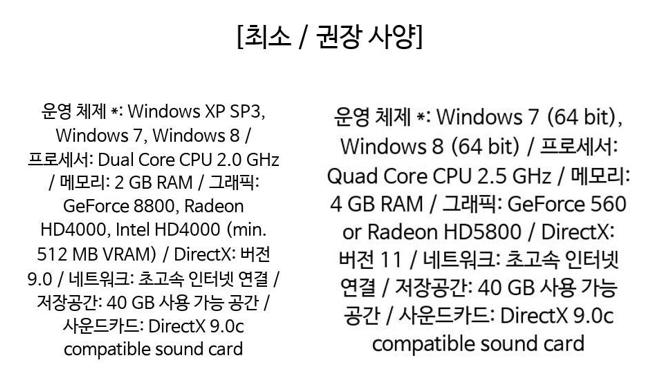 [최소 / 권장 사양]
운영 체제 *: Windows XP SP3,
Windows 7, Windows 8 /
프로세서: Dual Core CPU 2.0 GHz
/ 메모리: 2 GB RAM / 그래픽:
GeForce 8800, Radeon
HD4000, Intel HD4000 (min.
512 MB VRAM) / DirectX: 버전
9.0 / 네트워크: 초고속 인터넷 연결 /
저장공간: 40 GB 사용 가능 공간 /
사운드카드: DirectX 9.0c
compatible sound card
운영 체제 *: Windows 7 (64 bit),
Windows 8 (64 bit) / 프로세서:
Quad Core CPU 2.5 GHz / 메모리:
4 GB RAM / 그래픽: GeForce 560
or Radeon HD5800 / DirectX:
버전 11 / 네트워크: 초고속 인터넷
연결 / 저장공간: 40 GB 사용 가능
공간 / 사운드카드: DirectX 9.0c
compatible sound card